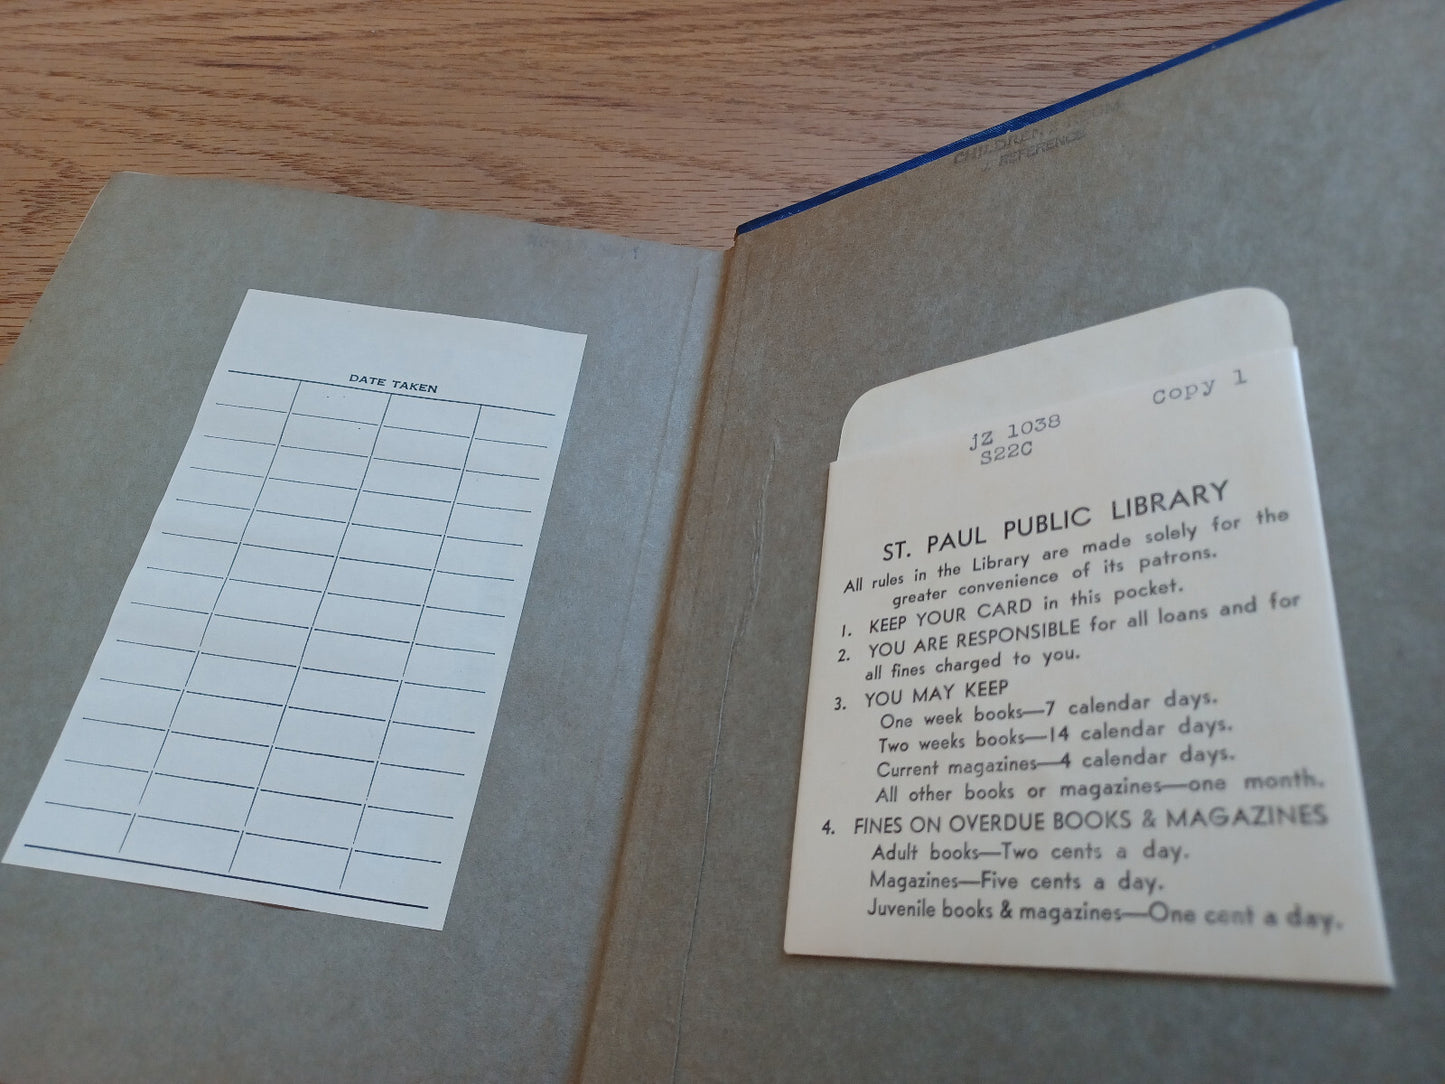 DATE TAKEN
CHILDREN'S ROOM
REFERENCE
jZ 1038
S22C
Copy 1
ST. PAUL PUBLIC LIBRARY
All rules in the Library are made solely for the
greater convenience of its patrons.
1. KEEP YOUR CARD in this pocket.
2. YOU ARE RESPONSIBLE for all loans and for
all fines charged to you.
3. YOU MAY KEEP
One week books—7 calendar days.
Two weeks books—14 calendar days.
Current magazines—4 calendar days.
All other books or magazines—one month.
4. FINES ON OVERDUE BOOKS & MAGAZINES
Adult books—Two cents a day.
Magazines—Five cents a day.
Juvenile books & magazines—One cent a day.